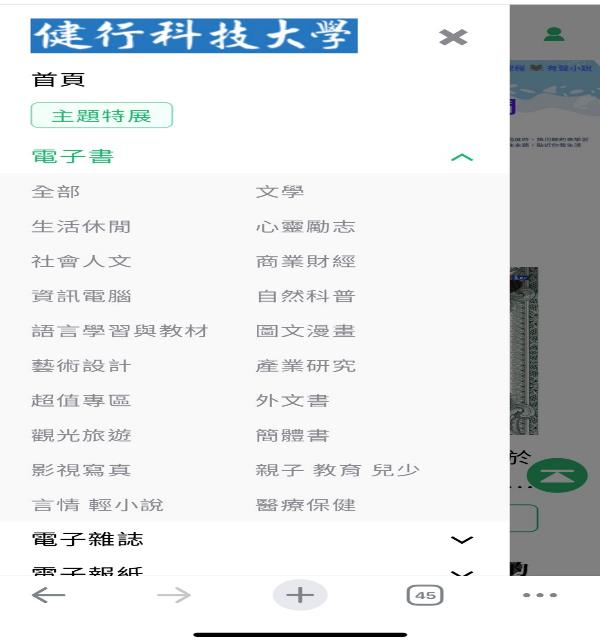 健行科技大學
首頁
主題特展
電子書
全部 文學
生活休閒 心靈勵志
社會人文 商業財經
資訊電腦 自然科普
語言學習與教材 圖文漫畫
藝術設計 產業研究
超值專區 外文書
觀光旅遊 簡體書
影視寫真 親子 教育 兒少
言情 輕小說 醫療保健
電子雜誌
電子報紙
有聲小說
於
45